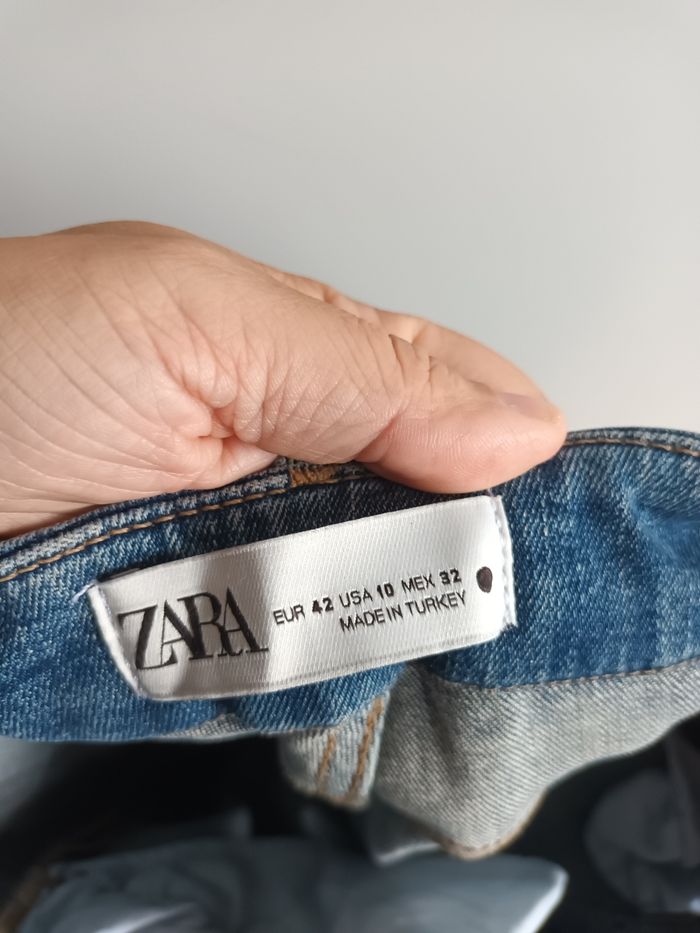 ZARA
EUR 42 USA 10 MEX 32
MADE IN TURKEY